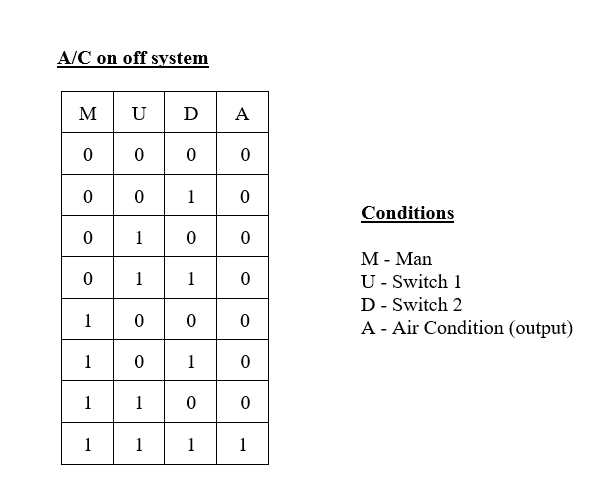 A/C on off system
M U D A
0 0 0 0
0 0 1 0
0 1 0 0
0 1 1 0
1 0 0 0
1 0 1 0
1 1 0 0
1 1 1 1
Conditions
M - Man
U - Switch 1
D - Switch 2
A - Air Condition (output)